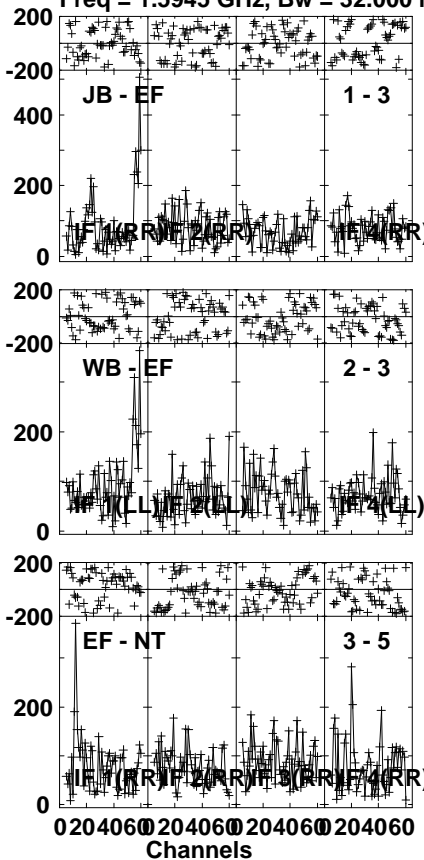 Freq = 1.5945 GHz, Bw = 32.000
200
-200
JB - EF 1 - 3
400
200
0
IF 1(RR) IF 2(RR) IF 4(RR)
200
-200
WB - EF 2 - 3
200
0
IF 1(LL) IF 2(LL) IF 4(LL)
200
-200
EF - NT 3 - 5
200
0
IF 1(RR) IF 2(RR) IF 3(RR) IF 4(RR)
0 20 40 60 0 20 40 60 0 20 40 60 0 20 40 60
Channels